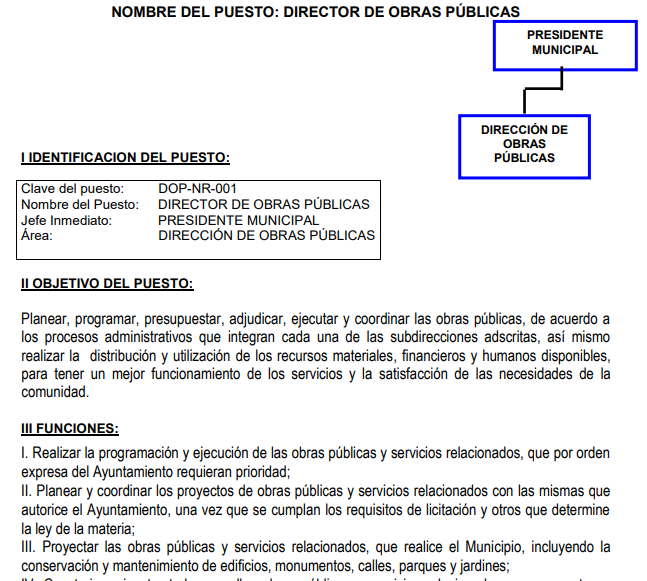 NOMBRE DEL PUESTO: DIRECTOR DE OBRAS PÚBLICAS
PRESIDENTE
MUNICIPAL
DIRECCIÓN DE
OBRAS
PÚBLICAS
I IDENTIFICACION DEL PUESTO:
Clave del puesto: DOP-NR-001
Nombre del Puesto: DIRECTOR DE OBRAS PÚBLICAS
Jefe Inmediato: PRESIDENTE MUNICIPAL
Área: DIRECCIÓN DE OBRAS PÚBLICAS
II OBJETIVO DEL PUESTO:
Planear, programar, presupuestar, adjudicar, ejecutar y coordinar las obras públicas, de acuerdo a
los procesos administrativos que integran cada una de las subdirecciones adscritas, así mismo
realizar la distribución y utilización de los recursos materiales, financieros y humanos disponibles,
para tener un mejor funcionamiento de los servicios y la satisfacción de las necesidades de la
comunidad.
III FUNCIONES:
I. Realizar la programación y ejecución de las obras públicas y servicios relacionados, que por orden
expresa del Ayuntamiento requieran prioridad;
II. Planear y coordinar los proyectos de obras públicas y servicios relacionados con las mismas que
autorice el Ayuntamiento, una vez que se cumplan los requisitos de licitación y otros que determine
la ley de la materia;
III. Proyectar las obras públicas y servicios relacionados, que realice el Municipio, incluyendo la
conservación y mantenimiento de edificios, monumentos, calles, parques y jardines;